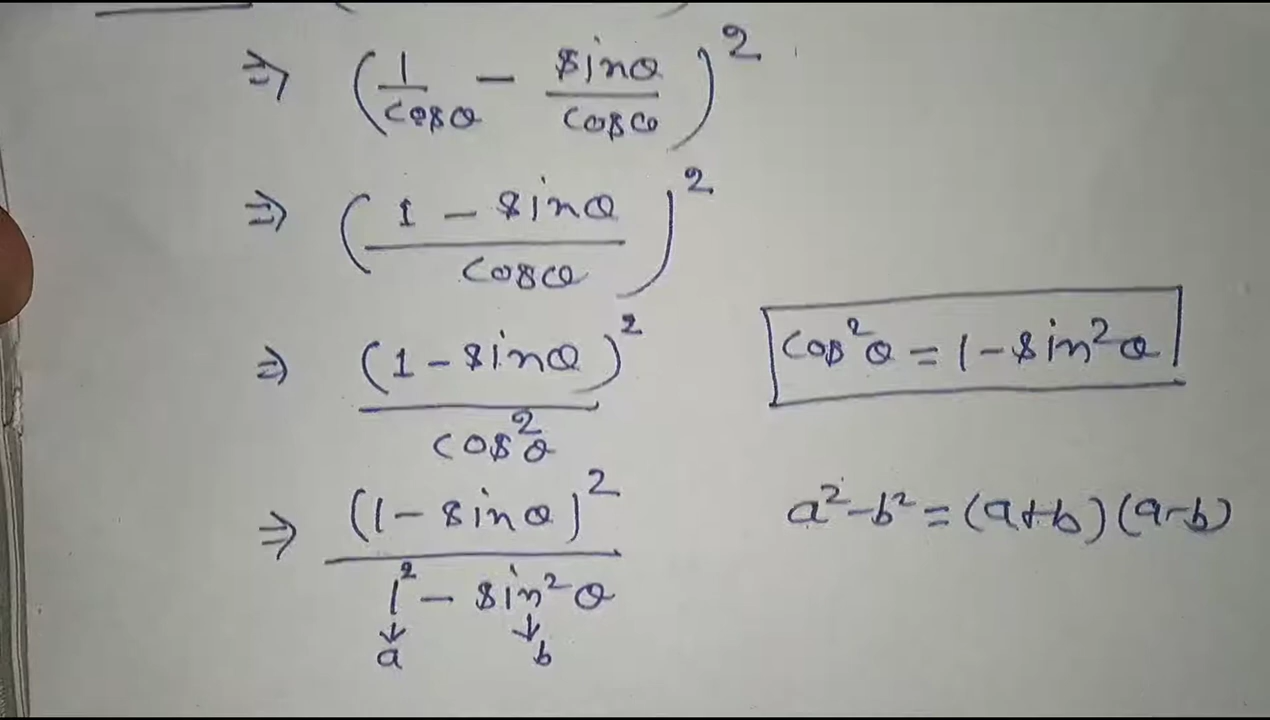 ⇒ (1/cosθ - sinθ/cosθ)²
⇒ (1 - sinθ/cosθ)²
⇒ (1 - sinθ)²/cos²θ
cos²θ = 1 - sin²θ
⇒ (1 - sinθ)²/1² - sin²θ
a²-b² = (a+b)(a-b)
↓ ↓
a b